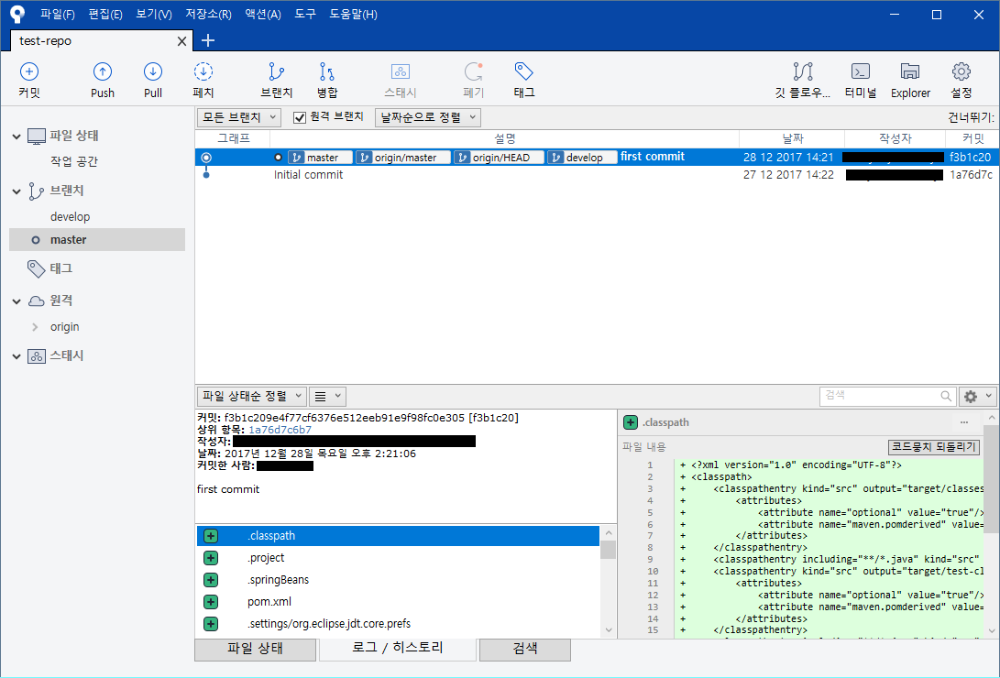 파일(F) 편집(E) 보기(V) 저장소(R) 액션(A) 도구 도움말(H)
test-repo
커밋 Push Pull 페치 브랜치 병합 스태시 폐기 태그 깃 플로우... 터미널 Explorer 설정
모든 브랜치 원격 브랜치 날짜순으로 정렬 건너뛰기:
그래프 설명 날짜 작성자 커밋
master origin/master origin/HEAD develop first commit 28 12 2017 14:21 f3b1c20
Initial commit 27 12 2017 14:22 1a76d7c
파일 상태
작업 공간
브랜치
develop
master
태그
원격
origin
스태시
파일 상태순 정렬 검색
커밋: f3b1c209e4f77cf6376e512eeb91e9f98fc0e305 [f3b1c20]
상위 항목: 1a76d7c6b7
작성자:
날짜: 2017년 12월 28일 목요일 오후 2:21:06
커밋한 사람:
first commit
.classpath
.project
.springBeans
pom.xml
.settings/org.eclipse.jdt.core.prefs
.classpath ...
파일 내용 코드뭉치 되돌리기
1 + <?xml version="1.0" encoding="UTF-8"?>
2 + <classpath>
3 + <classpathentry kind="src" output="target/classes
4 + <attributes>
5 + <attribute name="optional" value="true"/>
6 + <attribute name="maven.pomderived" value=
7 + </attributes>
8 + </classpathentry>
9 + <classpathentry including="**/*.java" kind="src"
10 + <classpathentry kind="src" output="target/test-cl
11 + <attributes>
12 + <attribute name="optional" value="true"/>
13 + <attribute name="maven.pomderived" value=
14 + </attributes>
15 + </classpathentry>
파일 상태 로그 / 히스토리 검색